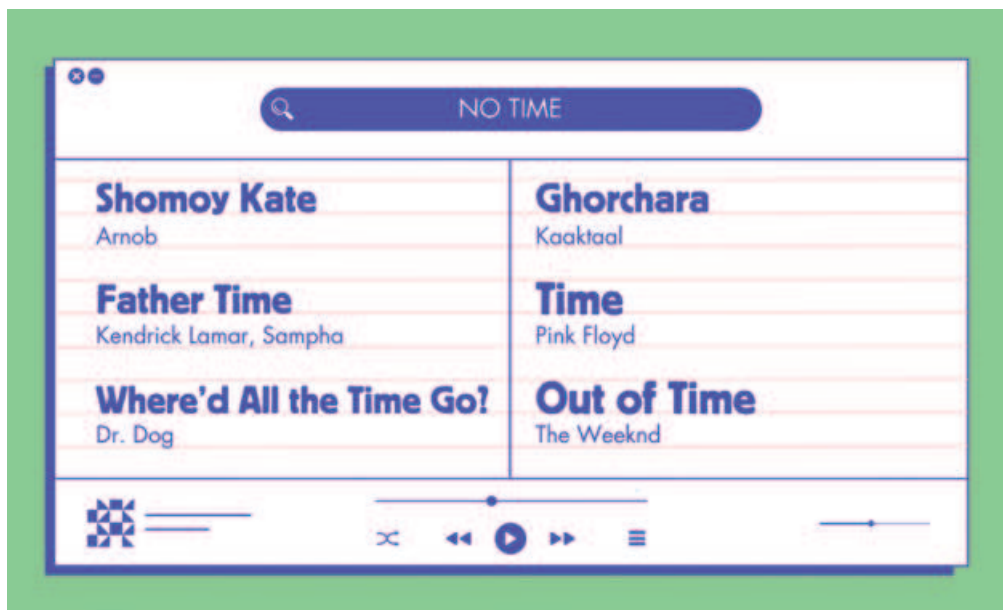 NO TIME
Shomoy Kate
Arnob
Father Time
Kendrick Lamar, Sampha
Where'd All the Time Go?
Dr. Dog
Ghorchara
Kaaktaal
Time
Pink Floyd
Out of Time
The Weeknd